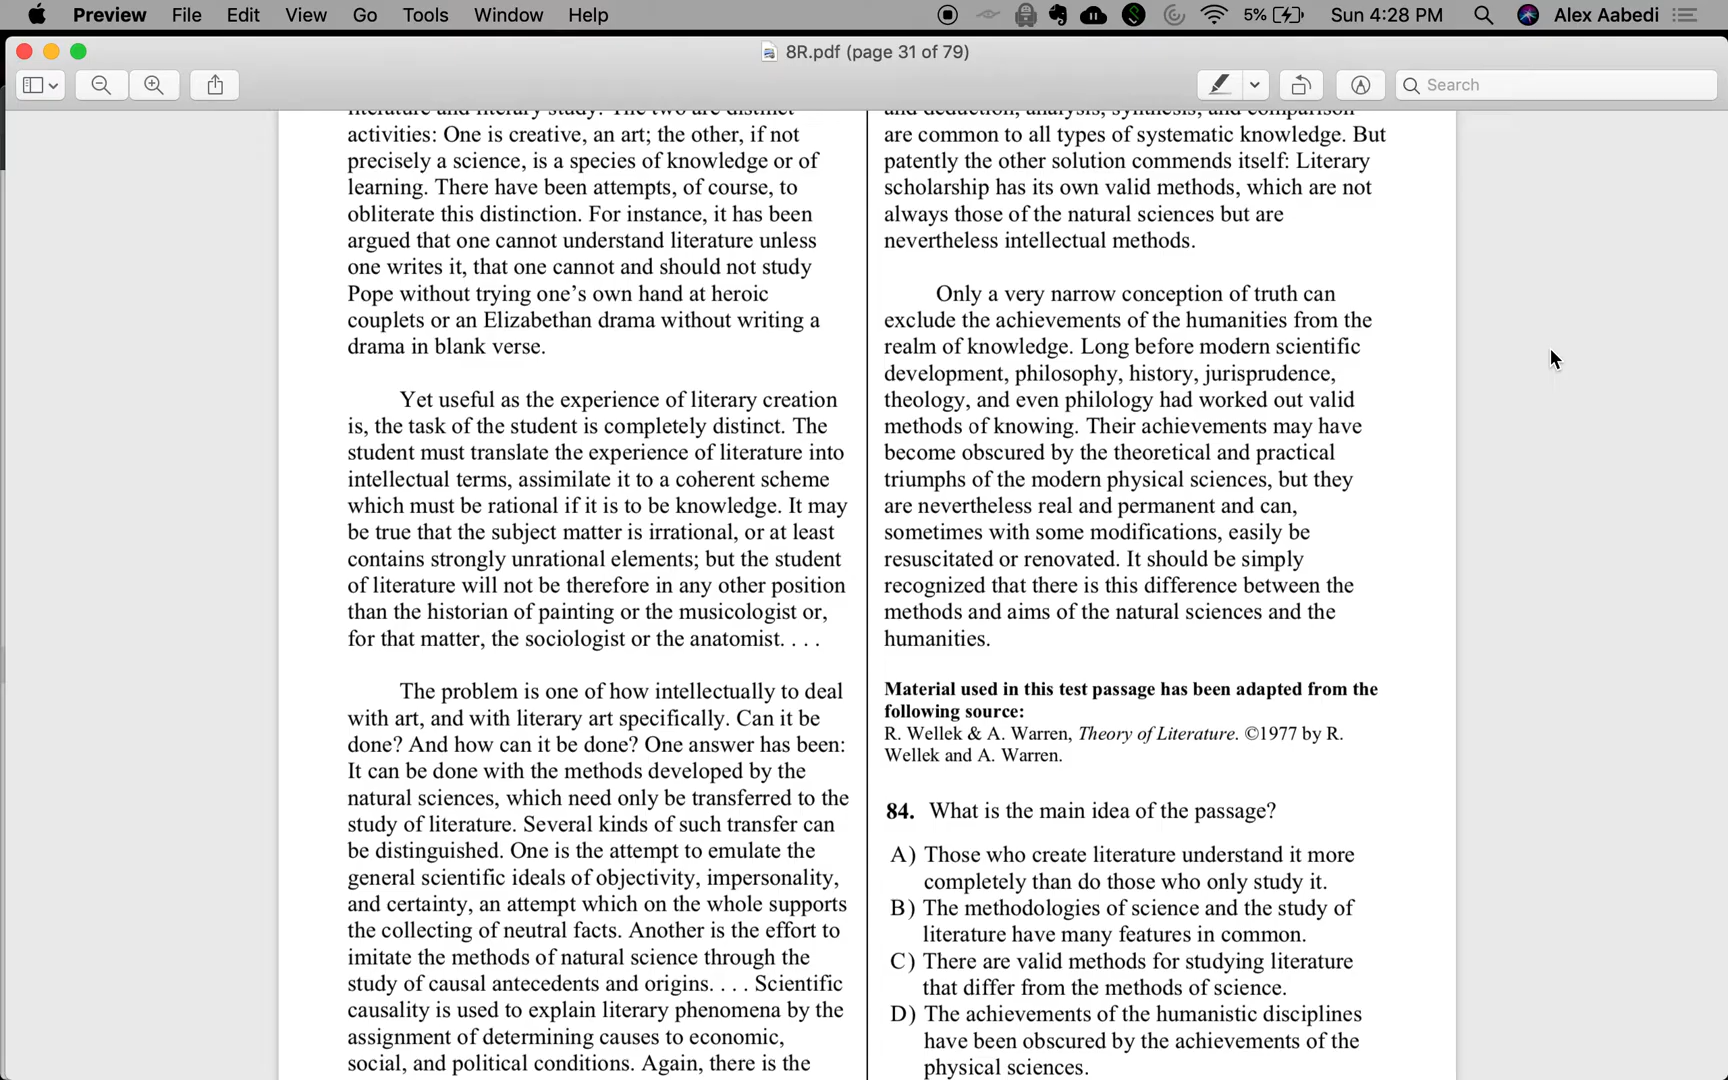 Preview File Edit View Go Tools Window Help
5% Sun 4:28 PM Alex Aabedi
8R.pdf (page 31 of 79)
Search
literature and literary study. The two are distinct
activities: One is creative, an art; the other, if not
precisely a science, is a species of knowledge or of
learning. There have been attempts, of course, to
obliterate this distinction. For instance, it has been
argued that one cannot understand literature unless
one writes it, that one cannot and should not study
Pope without trying one’s own hand at heroic
couplets or an Elizabethan drama without writing a
drama in blank verse.
Yet useful as the experience of literary creation
is, the task of the student is completely distinct. The
student must translate the experience of literature into
intellectual terms, assimilate it to a coherent scheme
which must be rational if it is to be knowledge. It may
be true that the subject matter is irrational, or at least
contains strongly unrational elements; but the student
of literature will not be therefore in any other position
than the historian of painting or the musicologist or,
for that matter, the sociologist or the anatomist. . . .
The problem is one of how intellectually to deal
with art, and with literary art specifically. Can it be
done? And how can it be done? One answer has been:
It can be done with the methods developed by the
natural sciences, which need only be transferred to the
study of literature. Several kinds of such transfer can
be distinguished. One is the attempt to emulate the
general scientific ideals of objectivity, impersonality,
and certainty, an attempt which on the whole supports
the collecting of neutral facts. Another is the effort to
imitate the methods of natural science through the
study of causal antecedents and origins. . . . Scientific
causality is used to explain literary phenomena by the
assignment of determining causes to economic,
social, and political conditions. Again, there is the
and deduction, analysis, synthesis, and comparison
are common to all types of systematic knowledge. But
patently the other solution commends itself: Literary
scholarship has its own valid methods, which are not
always those of the natural sciences but are
nevertheless intellectual methods.
Only a very narrow conception of truth can
exclude the achievements of the humanities from the
realm of knowledge. Long before modern scientific
development, philosophy, history, jurisprudence,
theology, and even philology had worked out valid
methods of knowing. Their achievements may have
become obscured by the theoretical and practical
triumphs of the modern physical sciences, but they
are nevertheless real and permanent and can,
sometimes with some modifications, easily be
resuscitated or renovated. It should be simply
recognized that there is this difference between the
methods and aims of the natural sciences and the
humanities.
Material used in this test passage has been adapted from the
following source:
R. Wellek & A. Warren, Theory of Literature. ©1977 by R.
Wellek and A. Warren.
84. What is the main idea of the passage?
A) Those who create literature understand it more
completely than do those who only study it.
B) The methodologies of science and the study of
literature have many features in common.
C) There are valid methods for studying literature
that differ from the methods of science.
D) The achievements of the humanistic disciplines
have been obscured by the achievements of the
physical sciences.